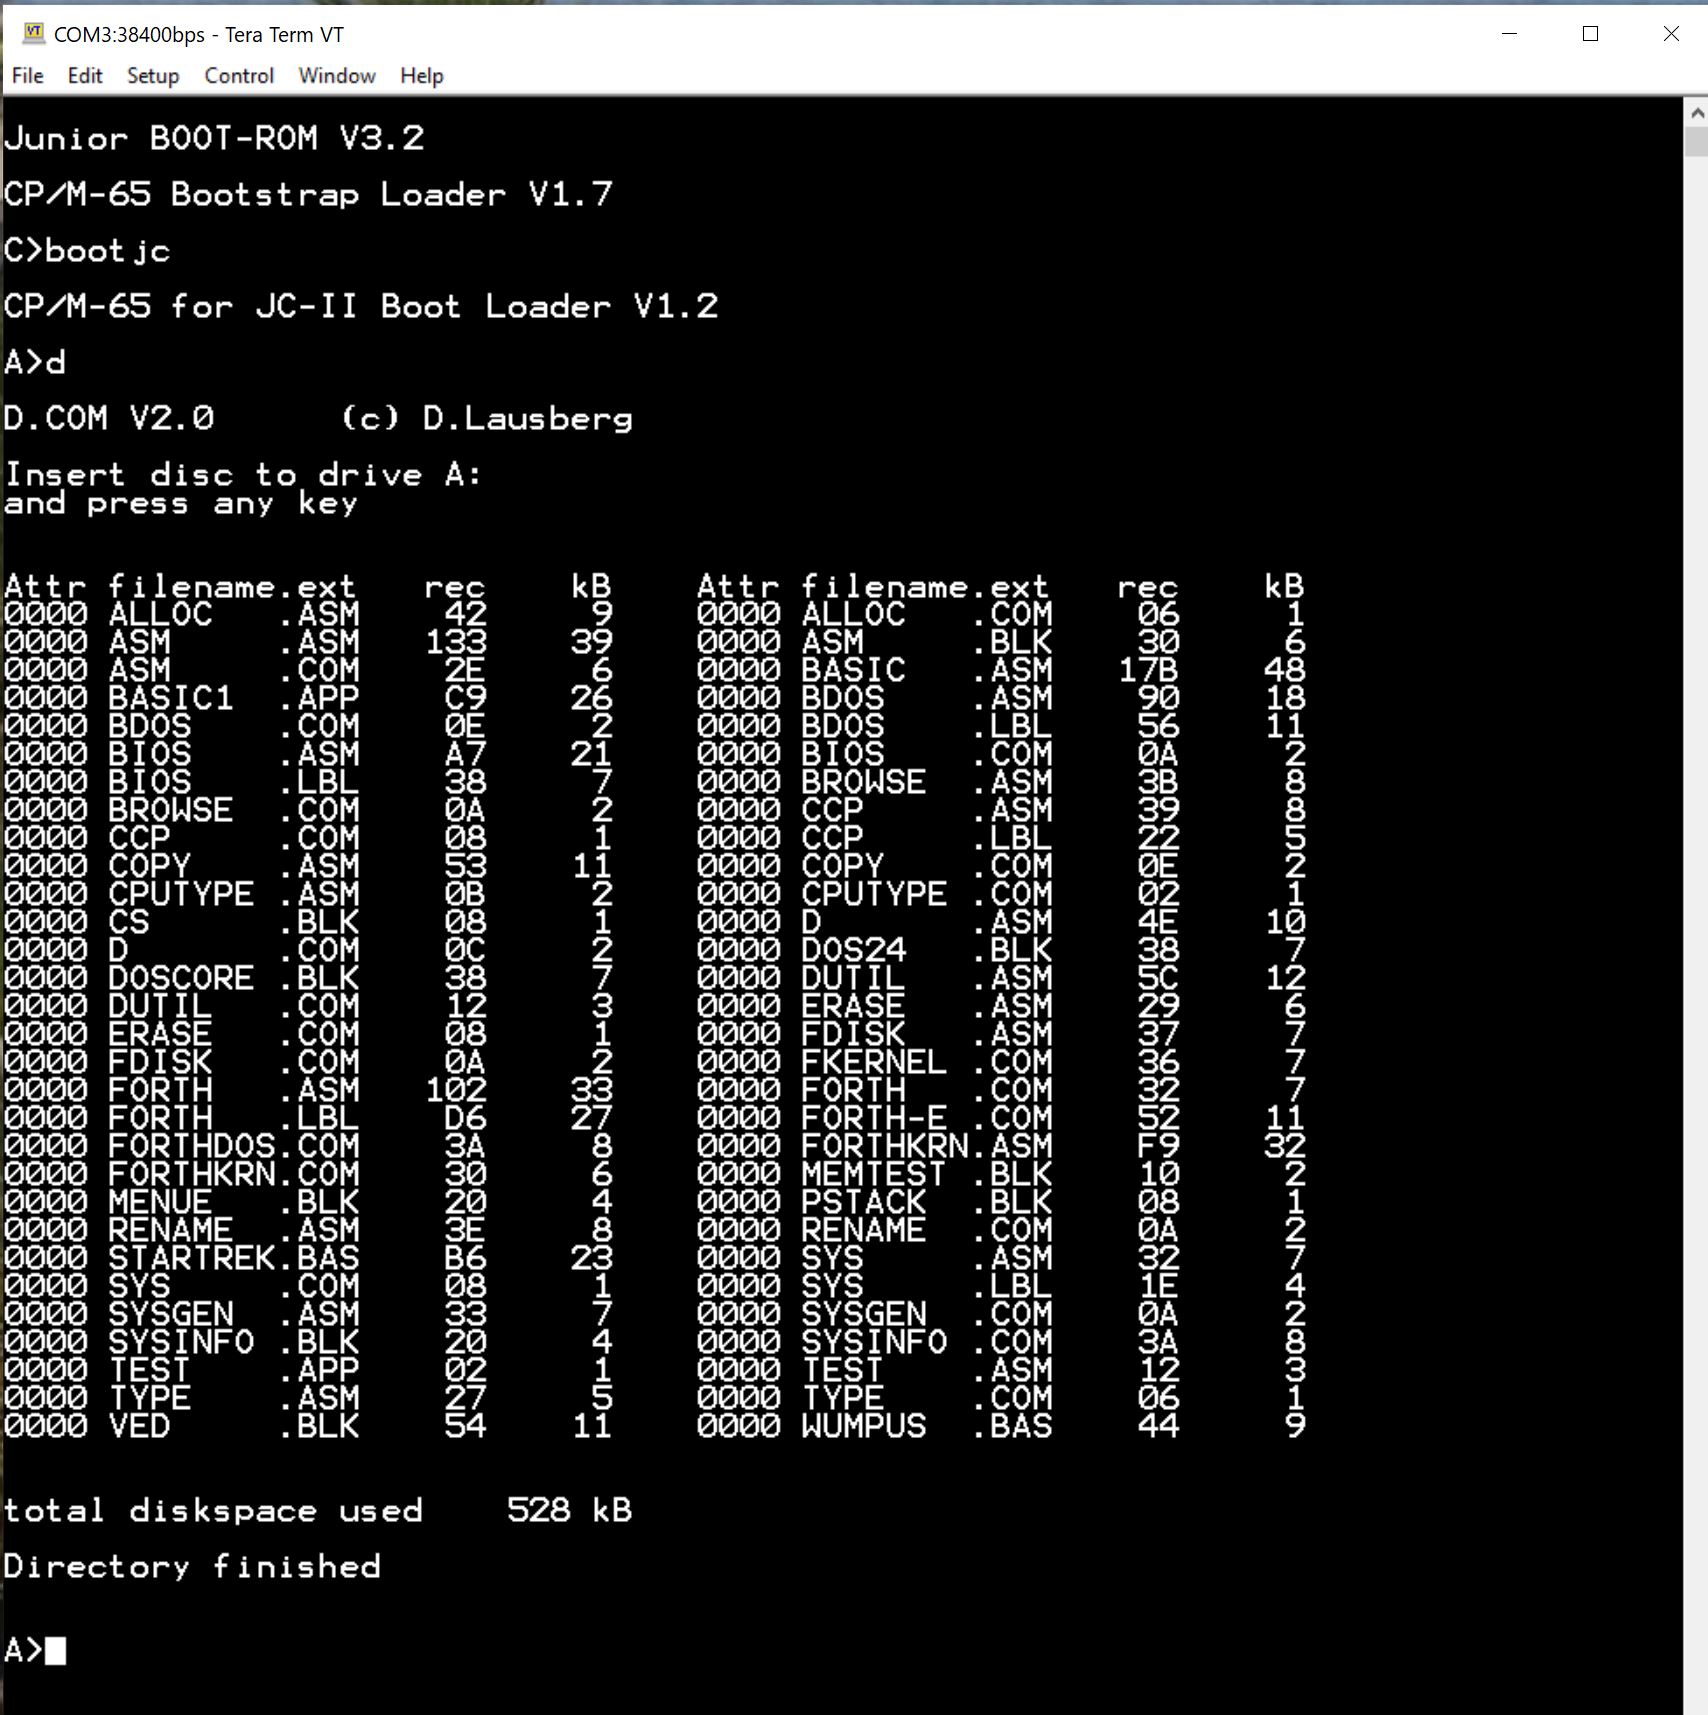 COM3:38400bps - Tera Term VT
File Edit Setup Control Window Help
Junior BOOT-ROM V3.2
CP/M-65 Bootstrap Loader V1.7
C>bootjc
CP/M-65 for JC-II Boot Loader V1.2
A>d
D.COM V2.0      (c) D.Lausberg
Insert disc to drive A:
and press any key
Attr filename.ext   rec    kB    Attr filename.ext   rec    kB
0000 ALLOC   .ASM    42     9    0000 ALLOC   .COM    06     1
0000 ASM     .ASM   133    39    0000 ASM     .BLK    30     6
0000 ASM     .COM    2E     6    0000 BASIC   .ASM   17B    48
0000 BASIC1  .APP    C9    26    0000 BDOS    .ASM    90    18
0000 BDOS    .COM    0E     2    0000 BDOS    .LBL    56    11
0000 BIOS    .ASM    A7    21    0000 BIOS    .COM    0A     2
0000 BIOS    .LBL    38     7    0000 BROWSE  .ASM    3B     8
0000 BROWSE  .COM    0A     2    0000 CCP     .ASM    39     8
0000 CCP     .COM    08     1    0000 CCP     .LBL    22     5
0000 COPY    .ASM    53    11    0000 COPY    .COM    0E     2
0000 CPUTYPE .ASM    0B     2    0000 CPUTYPE .COM    02     1
0000 CS      .BLK    08     1    0000 D       .ASM    4E    10
0000 D       .COM    0C     2    0000 DOS24   .BLK    38     7
0000 DOSCORE .BLK    38     7    0000 DUTIL   .ASM    5C    12
0000 DUTIL   .COM    12     3    0000 ERASE   .ASM    29     6
0000 ERASE   .COM    08     1    0000 FDISK   .ASM    37     7
0000 FDISK   .COM    0A     2    0000 FKERNEL .COM    36     7
0000 FORTH   .ASM   102    33    0000 FORTH   .COM    32     7
0000 FORTH   .LBL    D6    27    0000 FORTH-E .COM    52    11
0000 FORTHDOS.COM    3A     8    0000 FORTHKRN.ASM    F9    32
0000 FORTHKRN.COM    30     6    0000 MEMTEST .BLK    10     2
0000 MENUE   .BLK    20     4    0000 PSTACK  .BLK    08     1
0000 RENAME  .ASM    3E     8    0000 RENAME  .COM    0A     2
0000 STARTREK.BAS    B6    23    0000 SYS     .ASM    32     7
0000 SYS     .COM    08     1    0000 SYS     .LBL    1E     4
0000 SYSGEN  .ASM    33     7    0000 SYSGEN  .COM    0A     2
0000 SYSINFO .BLK    20     4    0000 SYSINFO .COM    3A     8
0000 TEST    .APP    02     1    0000 TEST    .ASM    12     3
0000 TYPE    .ASM    27     5    0000 TYPE    .COM    06     1
0000 VED     .BLK    54    11    0000 WUMPUS  .BAS    44     9
total diskspace used    528 kB
Directory finished
A>